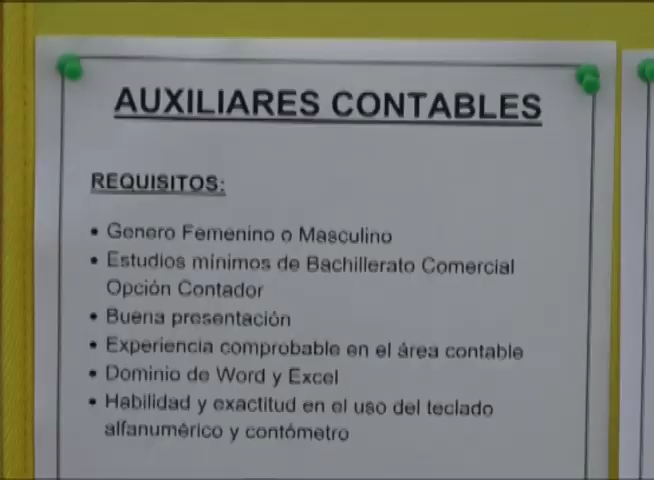 AUXILIARES CONTABLES
REQUISITOS:
• Genero Femenino o Masculino
• Estudios mínimos de Bachillerato Comercial
Opción Contador
• Buena presentación
• Experiencia comprobable en el área contable
• Dominio de Word y Excel
• Habilidad y exactitud en el uso del teclado
alfanumérico y contómetro